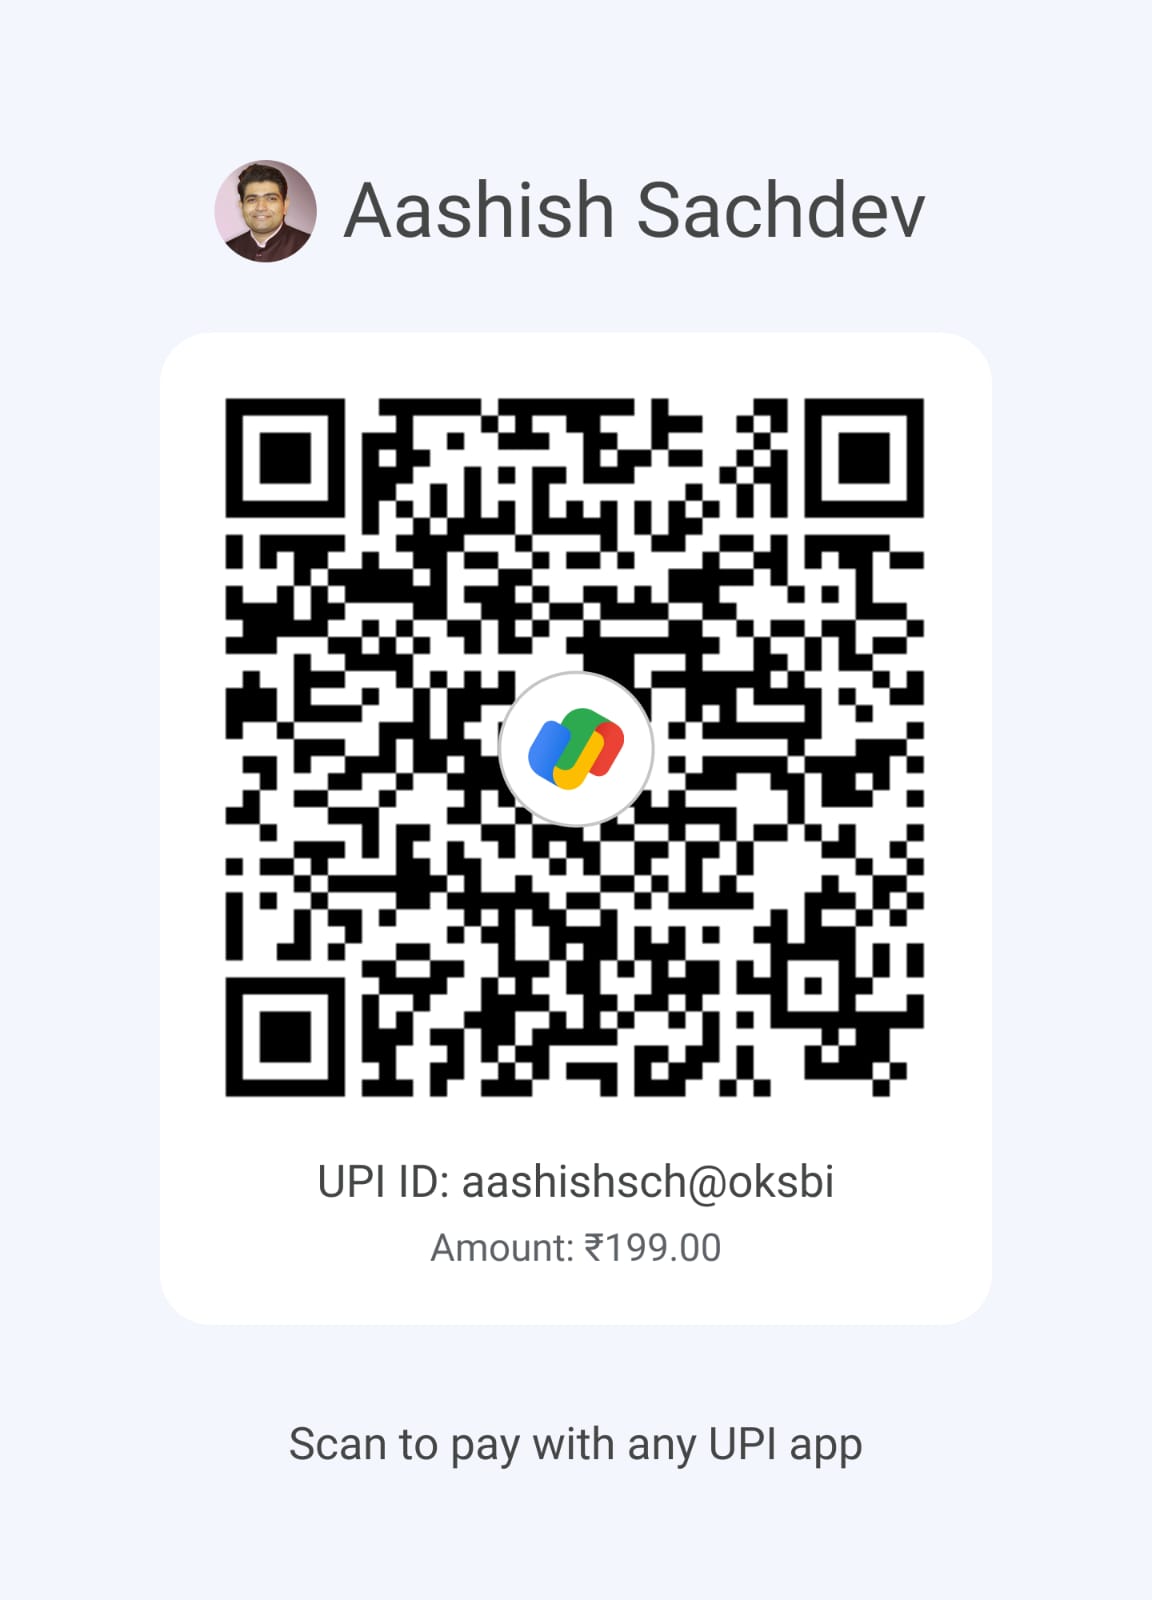 Aashish Sachdev
UPI ID: aashishsch@oksbi
Amount: ₹199.00
Scan to pay with any UPI app